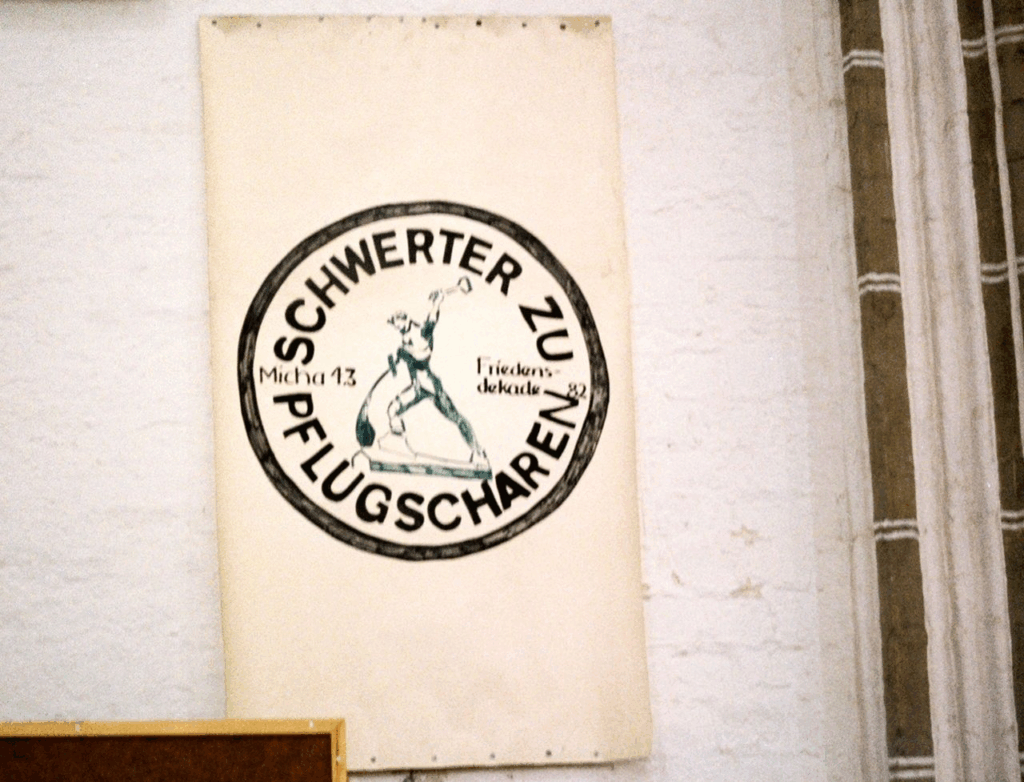 SCHWERTER ZU
Micha 4.3
Friedens-
dekade 82
PFLUGSCHAREN